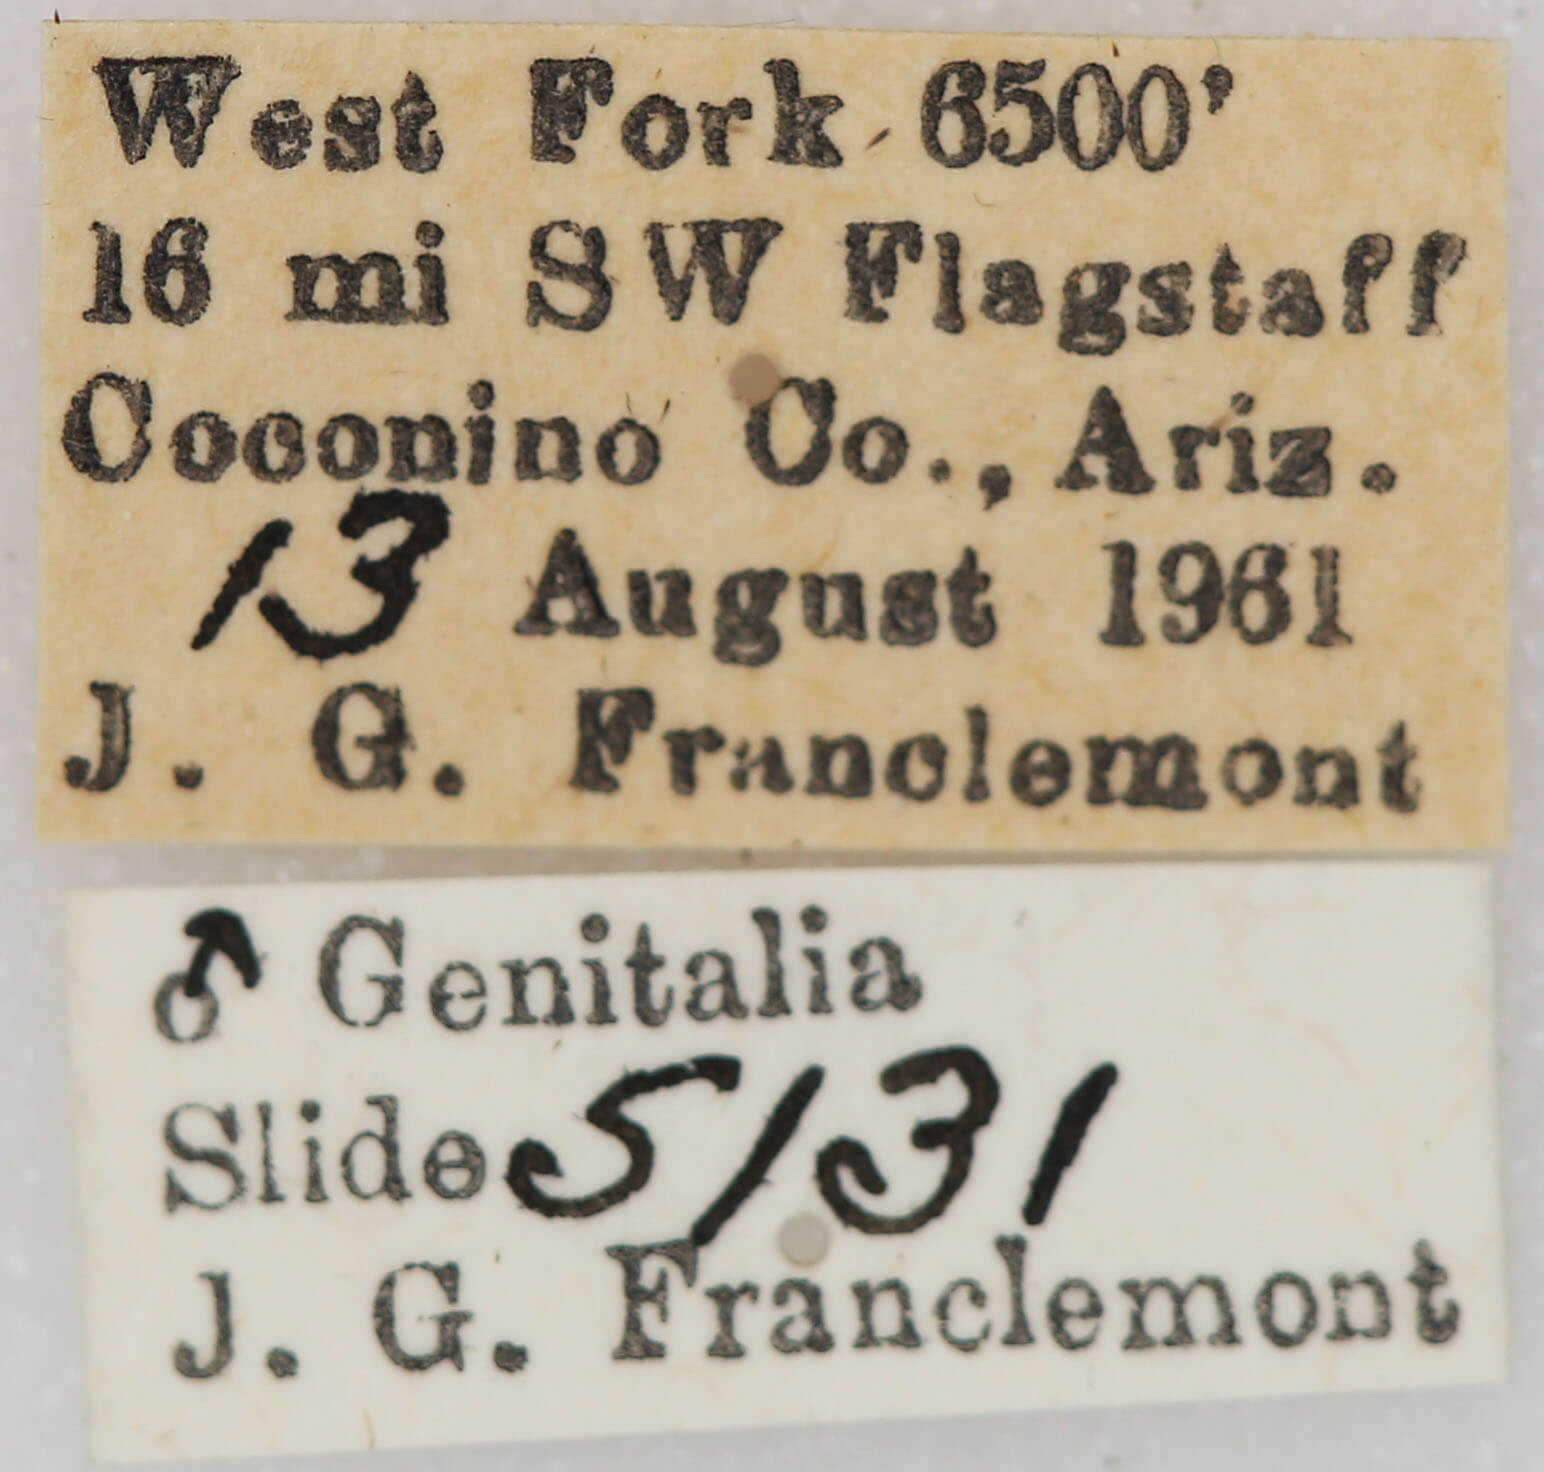 West Fork 6500'
16 mi SW Flagstaff
Coconino Co., Ariz.
13 August 1961
J. G. Franclemont
♂ Genitalia
Slide 5131
J. G. Franclemont